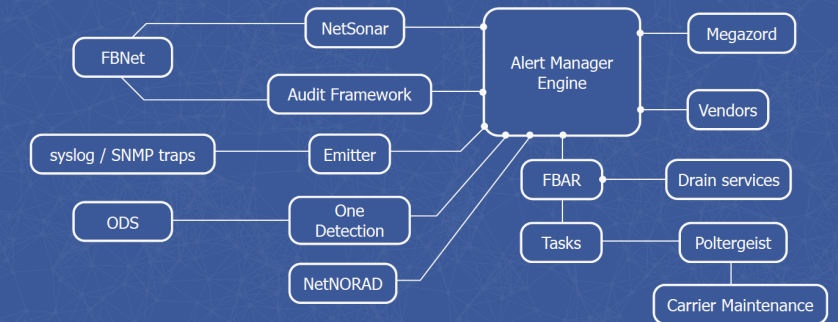 NetSonar
FBNet
Audit Framework
syslog / SNMP traps
Emitter
ODS
One
Detection
NetNORAD
Alert Manager
Engine
Megazord
Vendors
FBAR
Drain services
Tasks
Poltergeist
Carrier Maintenance